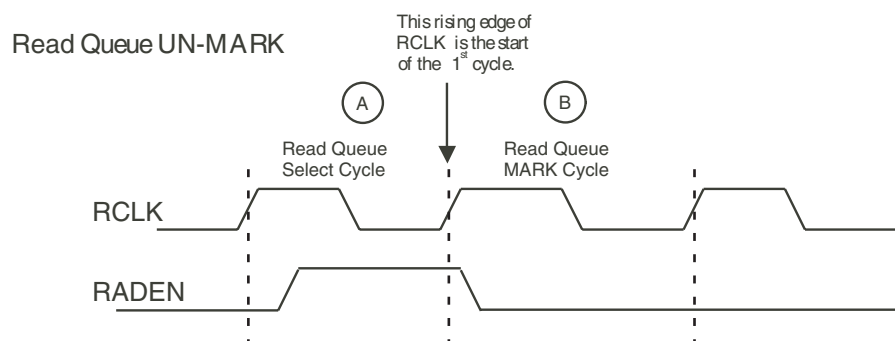 This rising edge of
RCLK is the start
of the 1st cycle.
Read Queue UN-MARK
A
B
Read Queue
Select Cycle
Read Queue
MARK Cycle
RCLK
RADEN